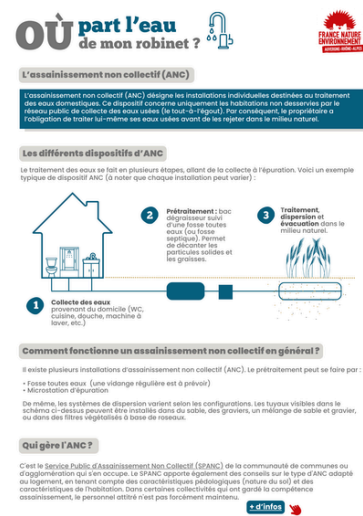 OÙ part l'eau
de mon robinet ?
FRANCE NATURE
ENVIRONNEMENT
AUVERGNE-RHÔNE-ALPES
L'assainissement non collectif (ANC)
L'assainissement non collectif (ANC) désigne les installations individuelles destinées au traitement
des eaux domestiques. Ce dispositif concerne uniquement les habitations non desservies par le
réseau public de collecte des eaux usées (le tout-à-l'égout). Par conséquent, le propriétaire a
l'obligation de traiter lui-même ses eaux usées avant de les rejeter dans le milieu naturel.
Les différents dispositifs d'ANC
Le traitement des eaux se fait en plusieurs étapes, allant de la collecte à l'épuration. Voici un exemple
typique de dispositif ANC (à noter que chaque installation peut varier) :
2
Prétraitement : bac
dégraisseur suivi
d'une fosse toutes
eaux (ou fosse
septique). Permet
de décanter les
particules solides et
les graisses.
3
Traitement,
dispersion et
évacuation dans le
milieu naturel.
1
Collecte des eaux
provenant du domicile (WC,
cuisine, douche, machine à
laver, etc.)
Comment fonctionne un assainissement non collectif en général ?
Il existe plusieurs installations d'assainissement non collectif (ANC). Le prétraitement peut se faire par :
• Fosse toutes eaux (une vidange régulière est à prévoir)
• Microstation d'épuration
De même, les systèmes de dispersion varient selon les configurations. Les tuyaux visibles dans le
schéma ci-dessus peuvent être installés dans du sable, des graviers, un mélange de sable et gravier,
ou dans des filtres végétalisés à base de roseaux.
Qui gère l'ANC ?
C'est le Service Public d'Assainissement Non Collectif (SPANC) de la communauté de communes ou
d'agglomération qui s'en occupe. Le SPANC apporte également des conseils sur le type d'ANC adapté
au logement, en tenant compte des caractéristiques pédologiques (nature du sol) et des
caractéristiques de l'habitation. Dans certaines collectivités qui ont gardé la compétence
assainissement, le personnel attitré n'est pas forcément maintenu.
+ d'infos